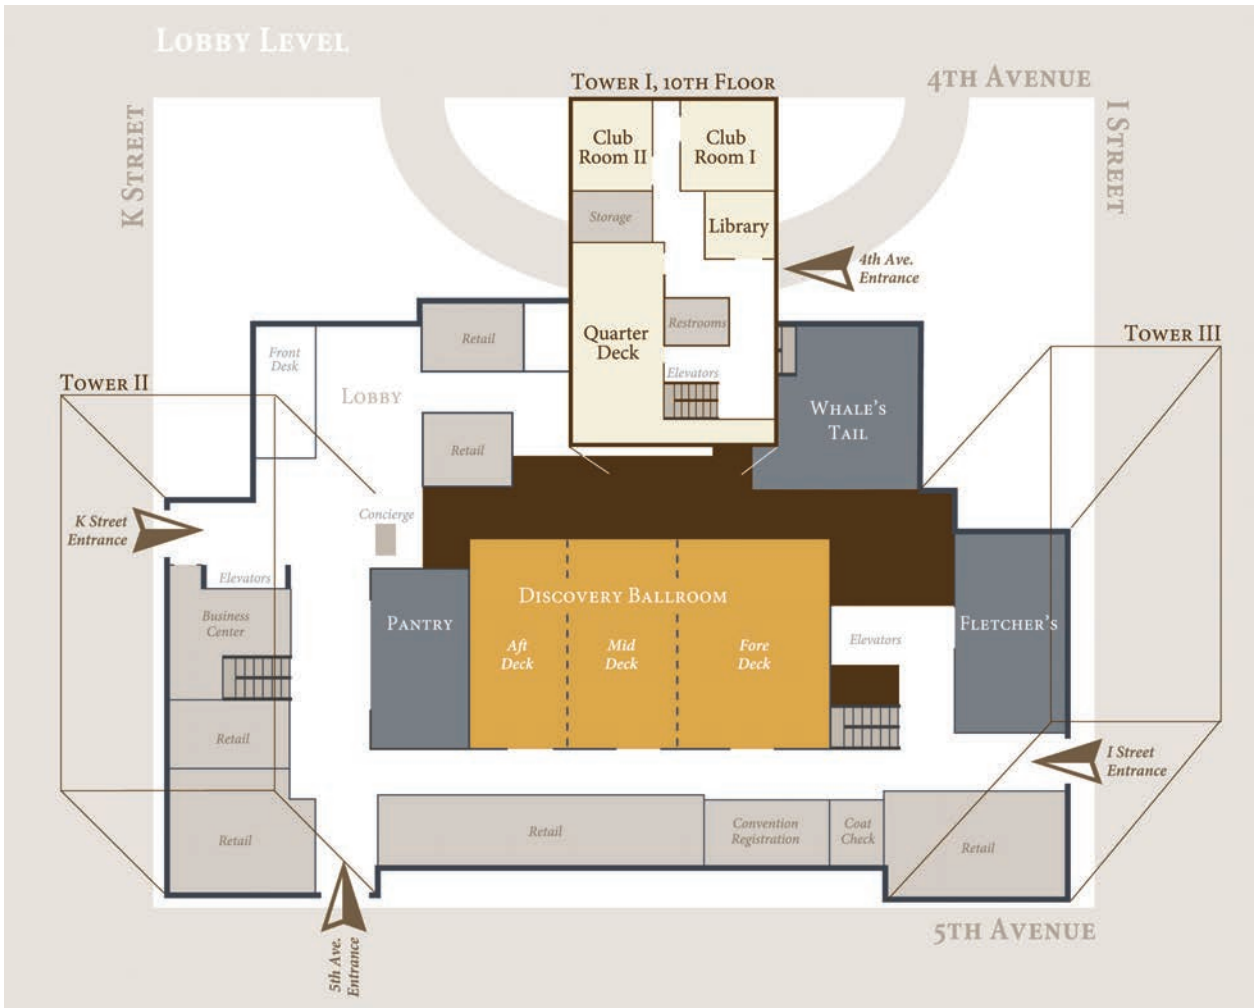 LOBBY LEVEL
4TH AVENUE
TOWER I, 10TH FLOOR
K STREET
I STREET
Club
Room II
Club
Room I
Storage
Library
4th Ave.
Entrance
Quarter
Deck
Restrooms
Elevators
Retail
Front
Desk
LOBBY
TOWER II
TOWER III
WHALE'S
TAIL
Retail
K Street
Entrance
Concierge
Elevators
Business
Center
PANTRY
DISCOVERY BALLROOM
Aft
Deck
Mid
Deck
Fore
Deck
Elevators
FLETCHER'S
Retail
I Street
Entrance
Retail
Retail
Convention
Registration
Coat
Check
Retail
5th Ave.
Entrance
5TH AVENUE